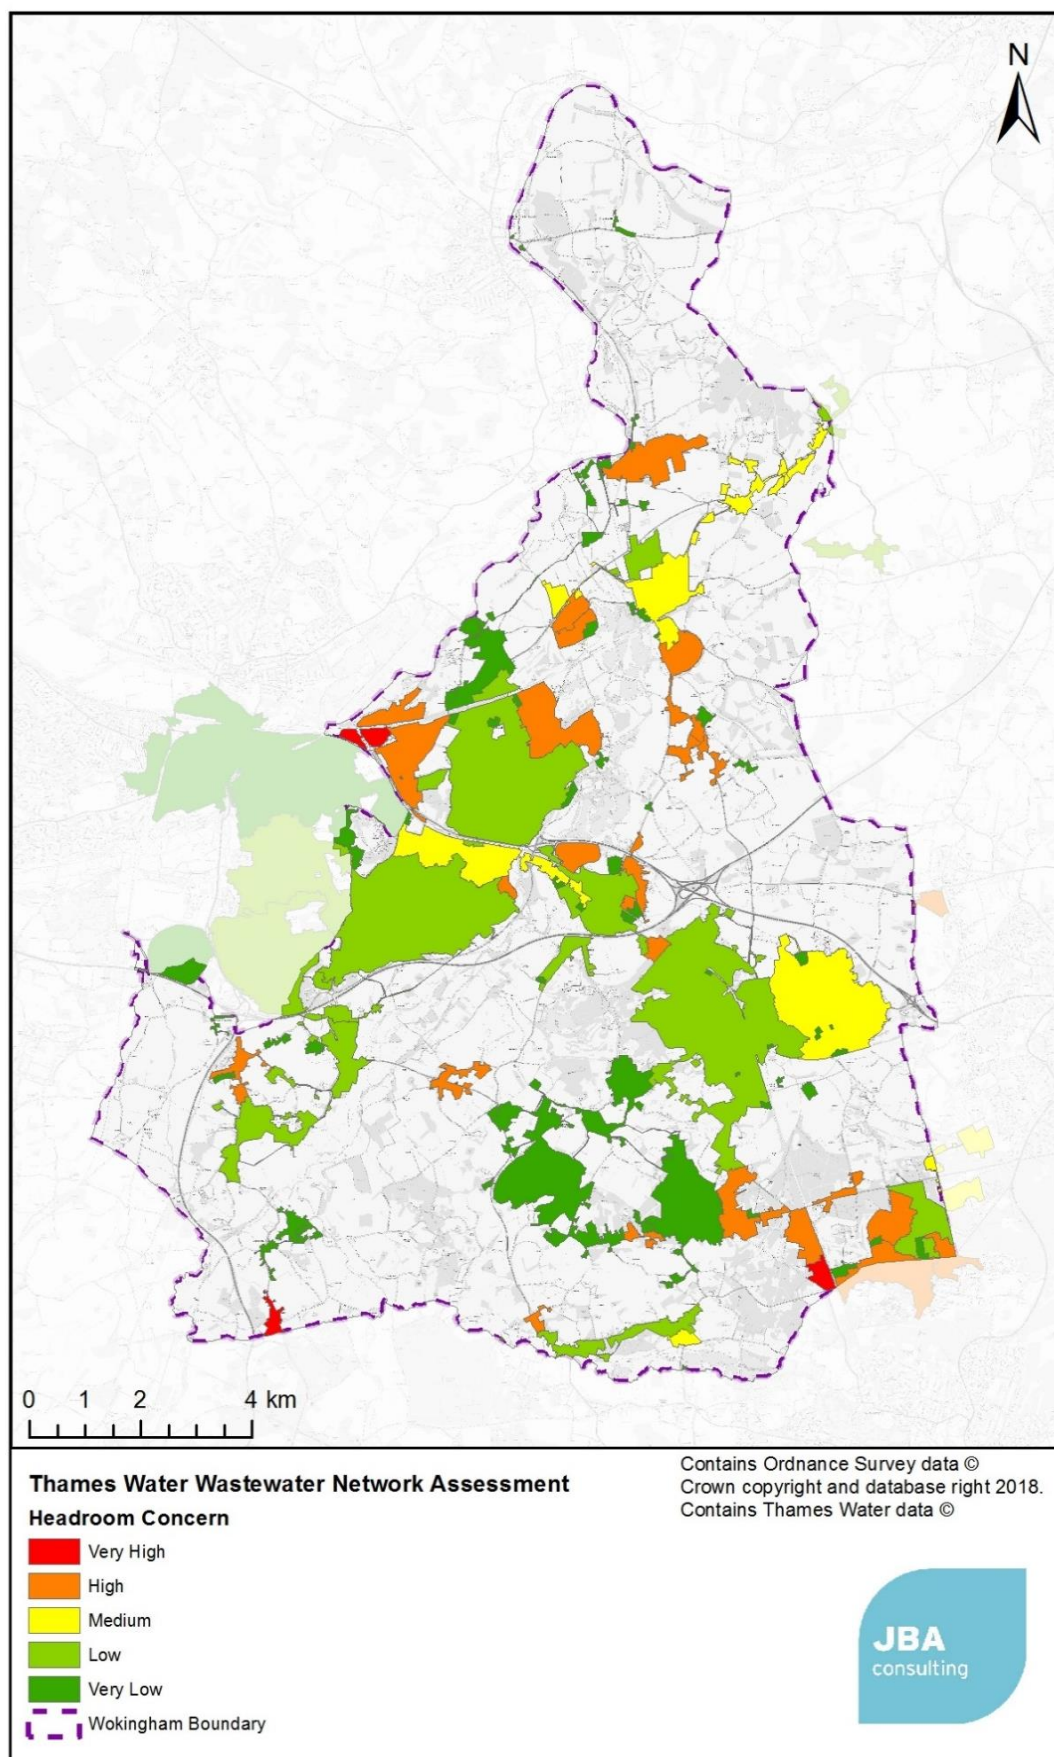 N
0 1 2 4 km
Thames Water Wastewater Network Assessment
Headroom Concern
Very High
High
Medium
Low
Very Low
Wokingham Boundary
Contains Ordnance Survey data ©
Crown copyright and database right 2018.
Contains Thames Water data ©
JBA
consulting